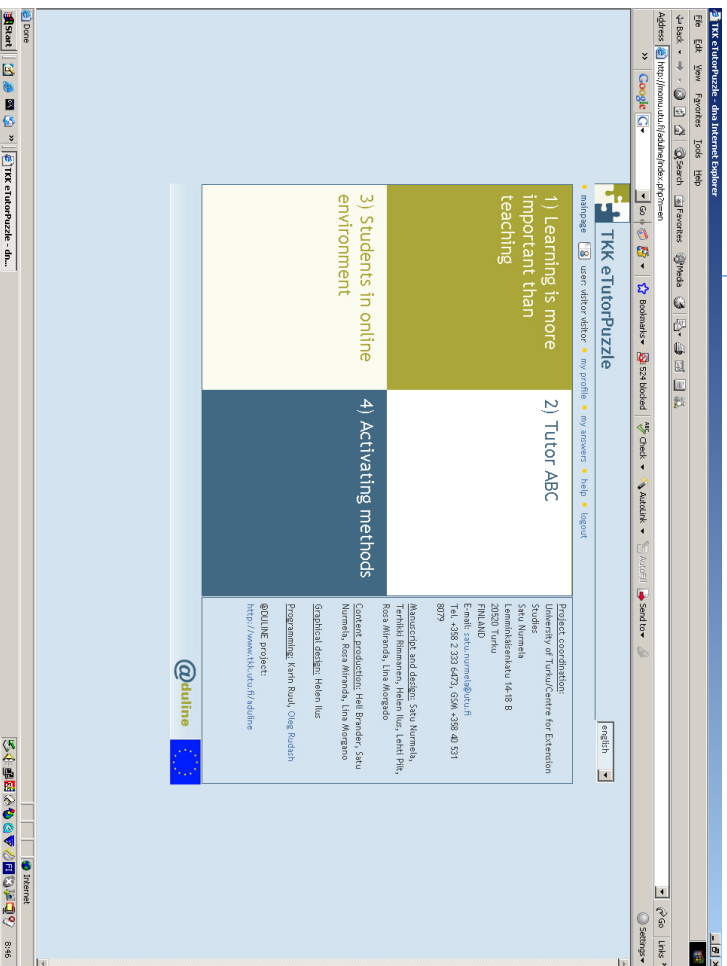 TKK eTutorPuzzle - dna Internet Explorer
File Edit View Favorites Tools Help
Back Search Favorites Media
Address http://momu.utu.fi/aduline/index.php?l=en Go Links »
» Google G Go Bookmarks 524 blocked ABC Check AutoLink AutoFill Send to Settings
TKK eTutorPuzzle
english
mainpage user: visitor visitor my profile my answers help logout
1) Learning is more
important than
teaching
2) Tutor ABC
3) Students in online
environment
4) Activating methods
Project coordination:
University of Turku/Centre for Extension
Studies
Satu Nurmela
Lemminkäisenkatu 14-18 B
20520 Turku
FINLAND
E-mail: satu.nurmela@utu.fi
Tel. +358 2 333 6473, GSM +358 40 531
8079
Manuscript and design: Satu Nurmela,
Terhikki Rimmanen, Helen Ilus, Lehti Pilt,
Rosa Miranda, Lina Morgado
Content production: Heli Brander, Satu
Nurmela, Rosa Miranda, Lina Morgano
Graphical design: Helen Ilus
Programming: Karin Ruul, Oleg Rudash
@DULINE project:
http://www.tkk.utu.fi/aduline
@duline
Done Internet
Start » TKK eTutorPuzzle - dn... FI 8:46